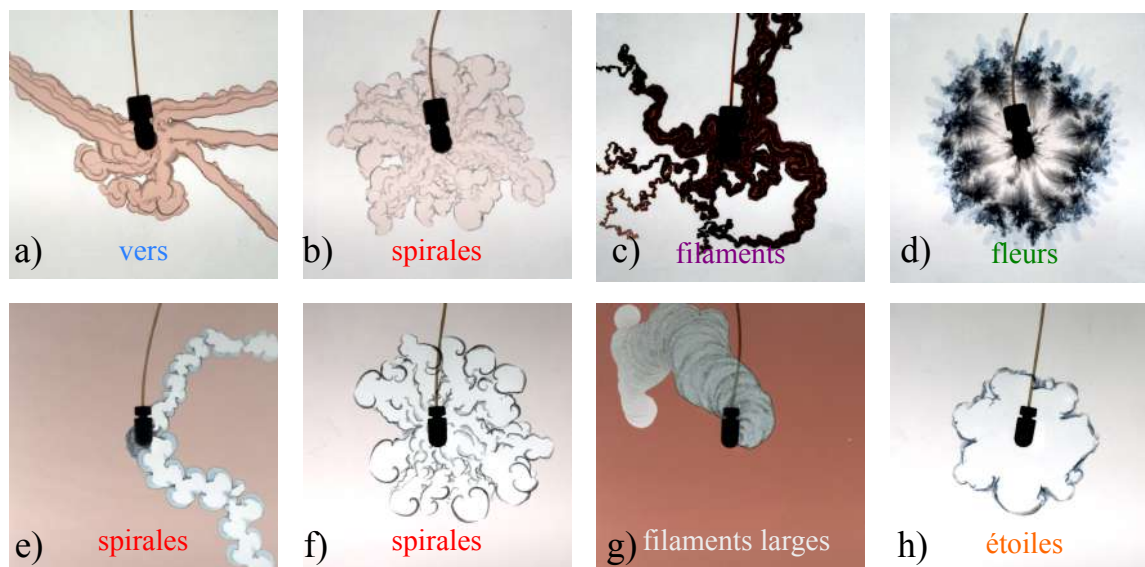 a) vers
b) spirales
c) filaments
d) fleurs
e) spirales
f) spirales
g) filaments larges
h) étoiles